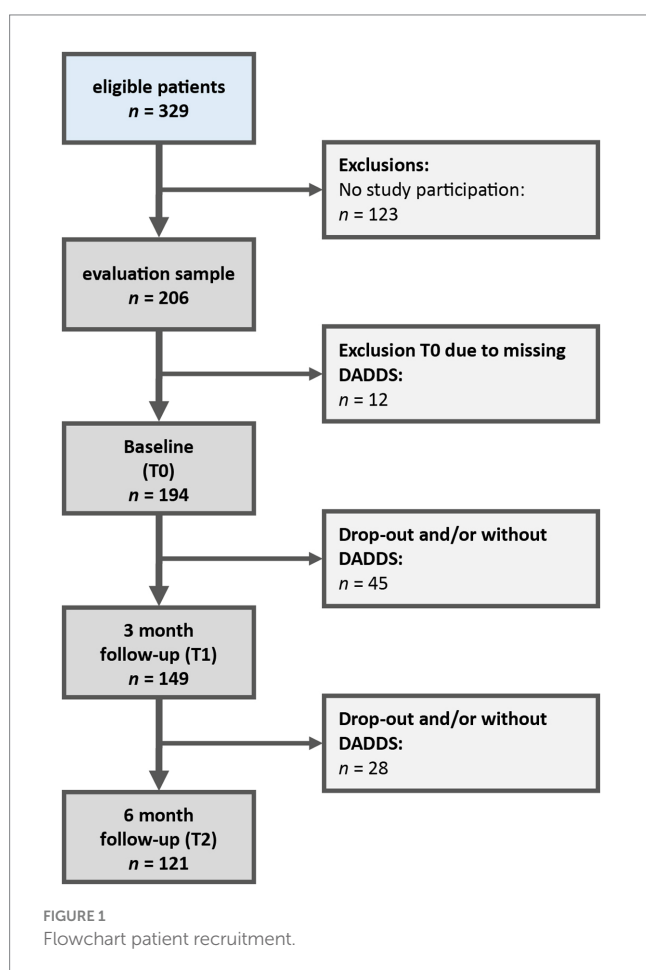 eligible patients
n = 329
Exclusions:
No study participation:
n = 123
evaluation sample
n = 206
Exclusion T0 due to missing
DADDS:
n = 12
Baseline
(T0)
n = 194
Drop-out and/or without
DADDS:
n = 45
3 month
follow-up (T1)
n = 149
Drop-out and/or without
DADDS:
n = 28
6 month
follow-up (T2)
n = 121
FIGURE 1
Flowchart patient recruitment.